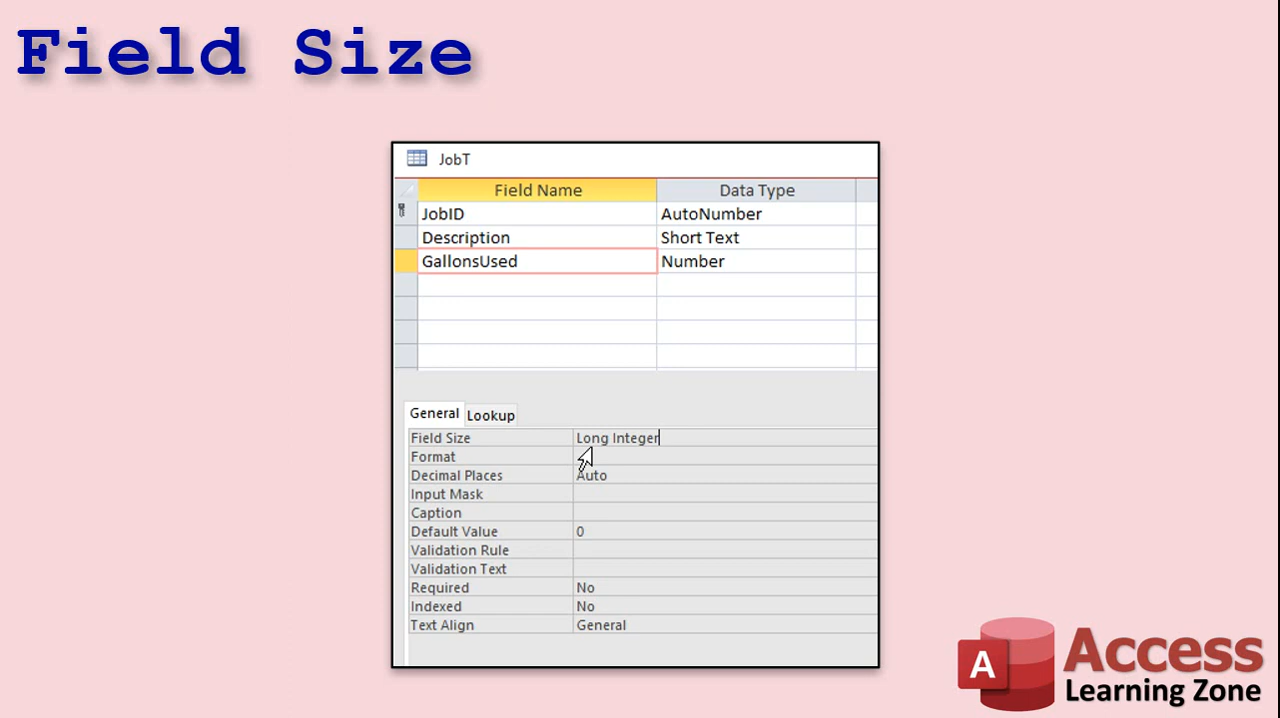 Field Size
JobT
Field Name Data Type
JobID AutoNumber
Description Short Text
GallonsUsed Number
General Lookup
Field Size Long Integer
Format
Decimal Places Auto
Input Mask
Caption
Default Value 0
Validation Rule
Validation Text
Required No
Indexed No
Text Align General
A Access
Learning Zone